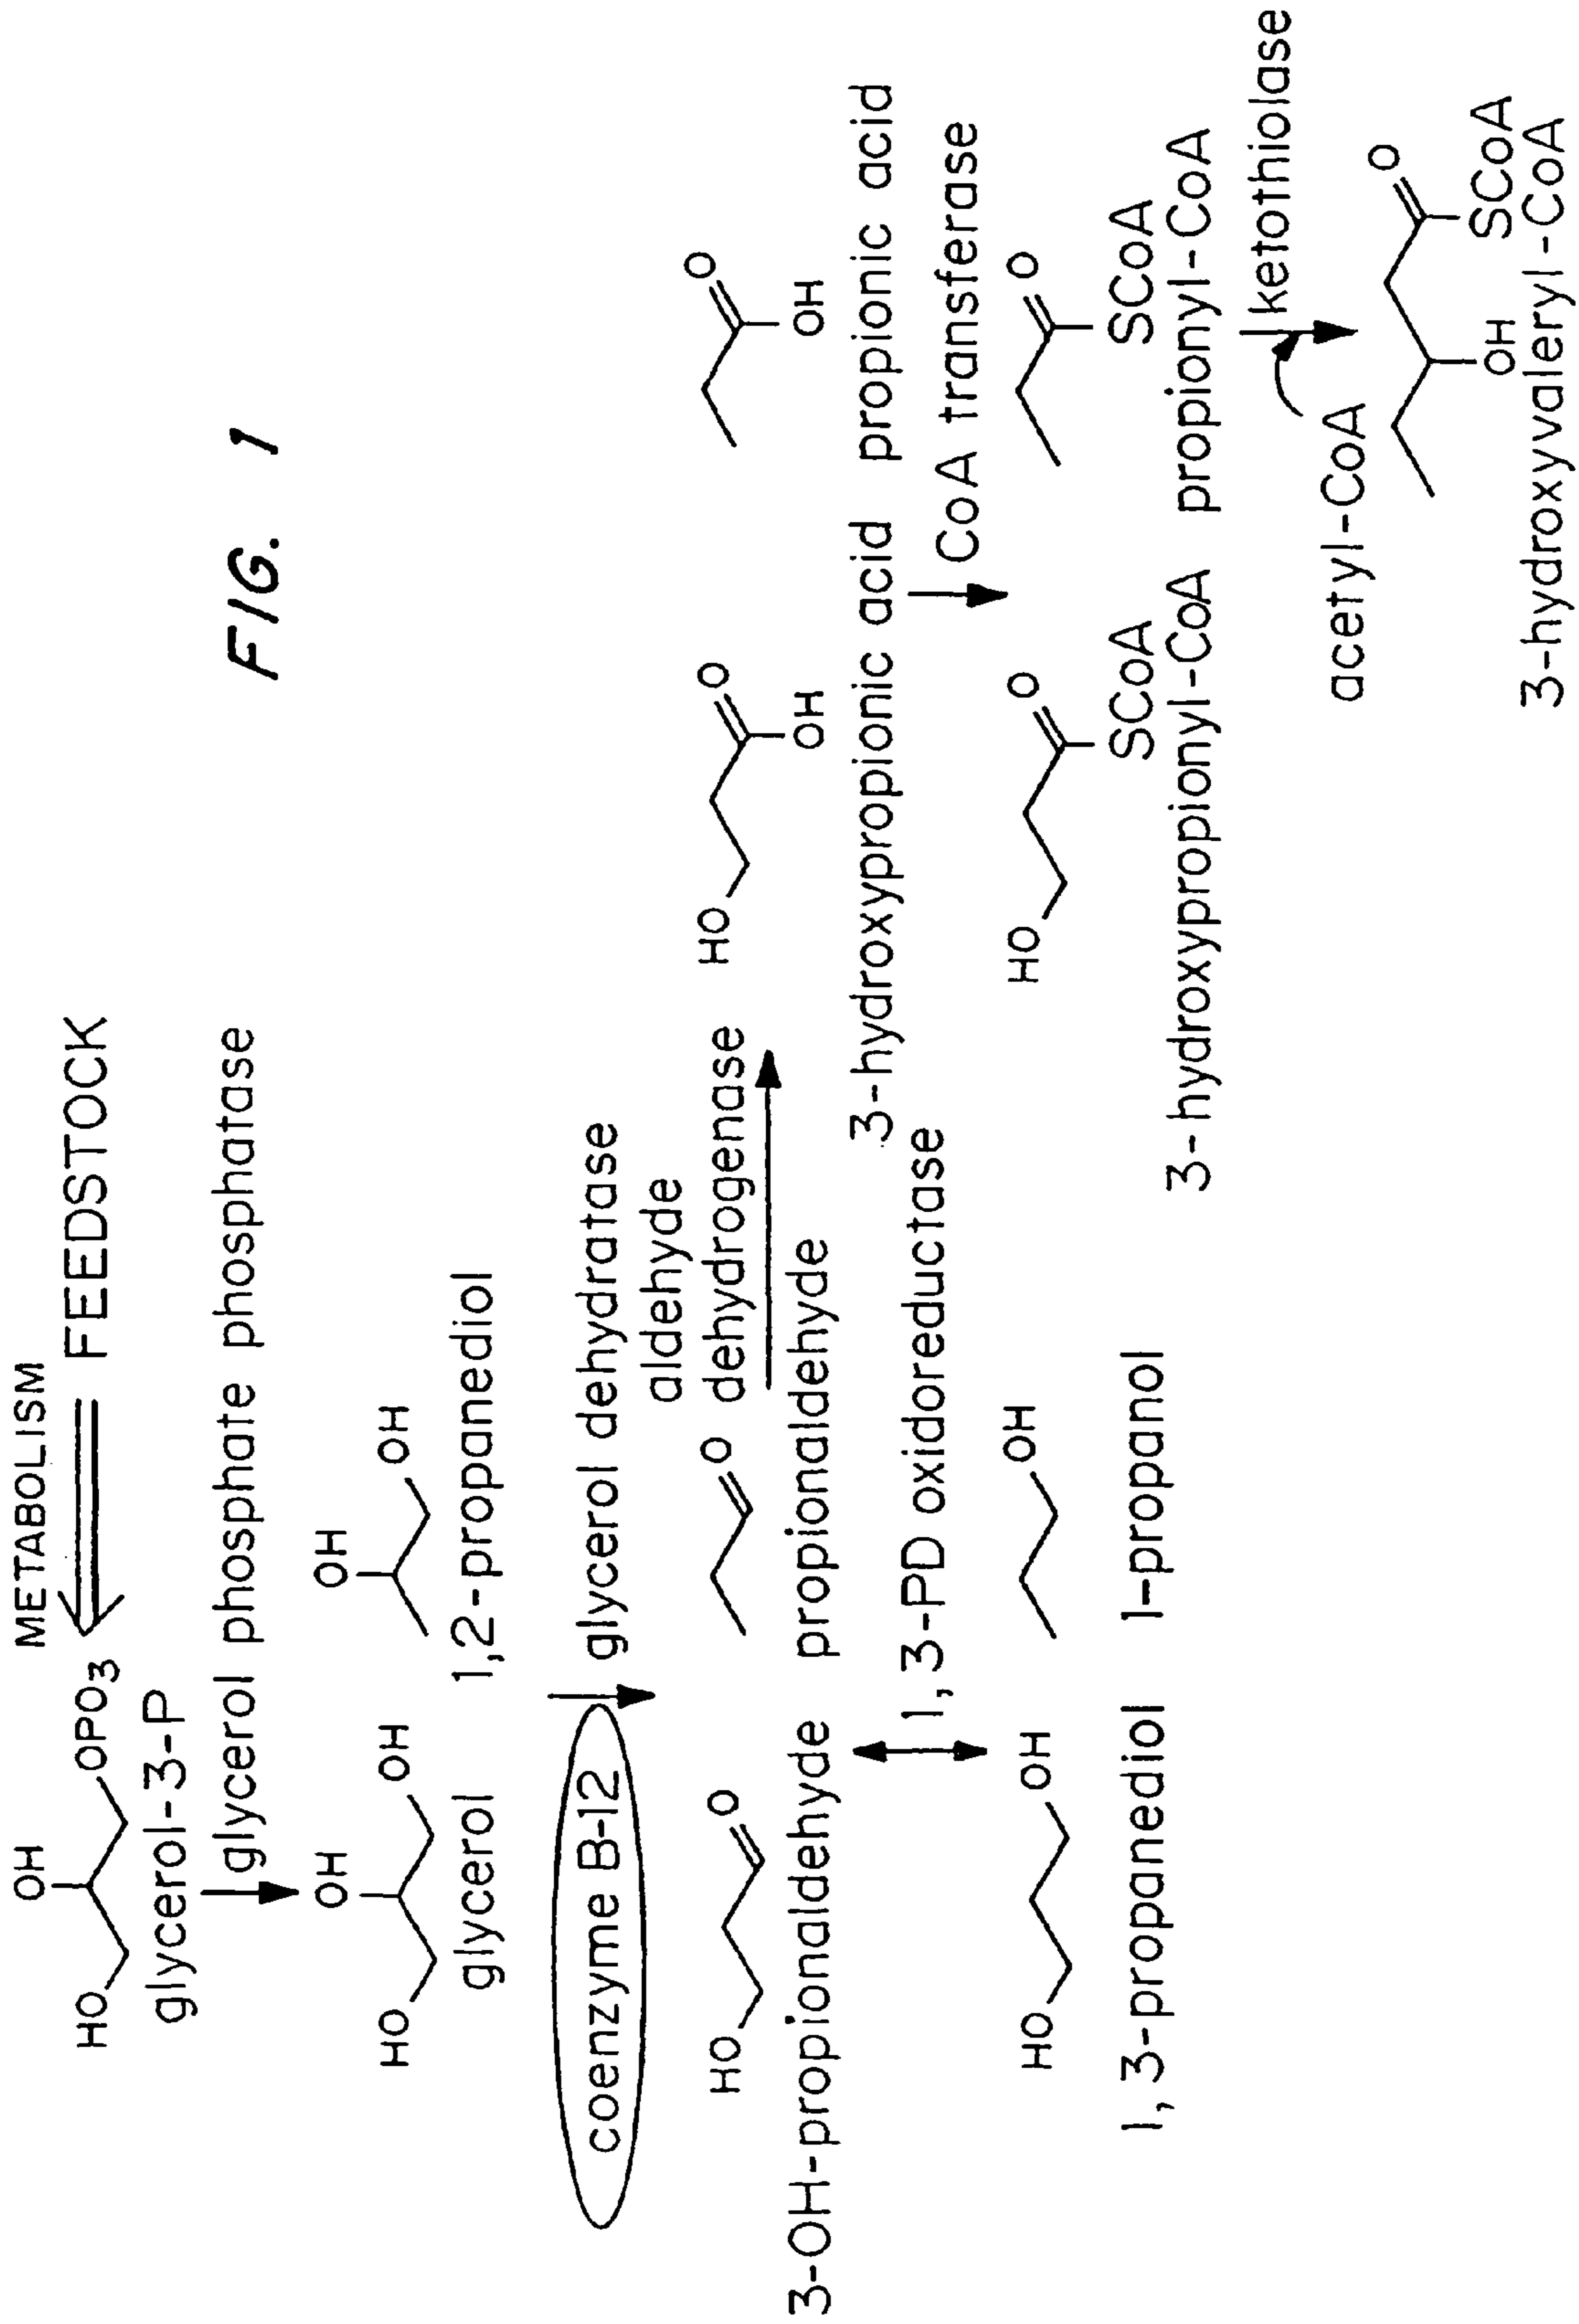 FIG. 1
METABOLISM
FEEDSTOCK
OH
HO
OPO3
glycerol-3-P
glycerol phosphate phosphatase
OH
HO
OH
glycerol
OH
OH
1,2-propanediol
coenzyme B-12
glycerol dehydratase
HO
O
3-OH-propionaldehyde
O
propionaldehyde
aldehyde
dehydrogenase
1,3-PD oxidoreductase
HO
OH
1,3-propanediol
OH
1-propanol
HO
O
OH
3-hydroxypropionic acid
O
OH
propionic acid
CoA transferase
HO
O
SCoA
3-hydroxypropionyl-CoA
O
SCoA
propionyl-CoA
ketothiolase
acetyl-CoA
O
OH
SCoA
3-hydroxyvaleryl-CoA